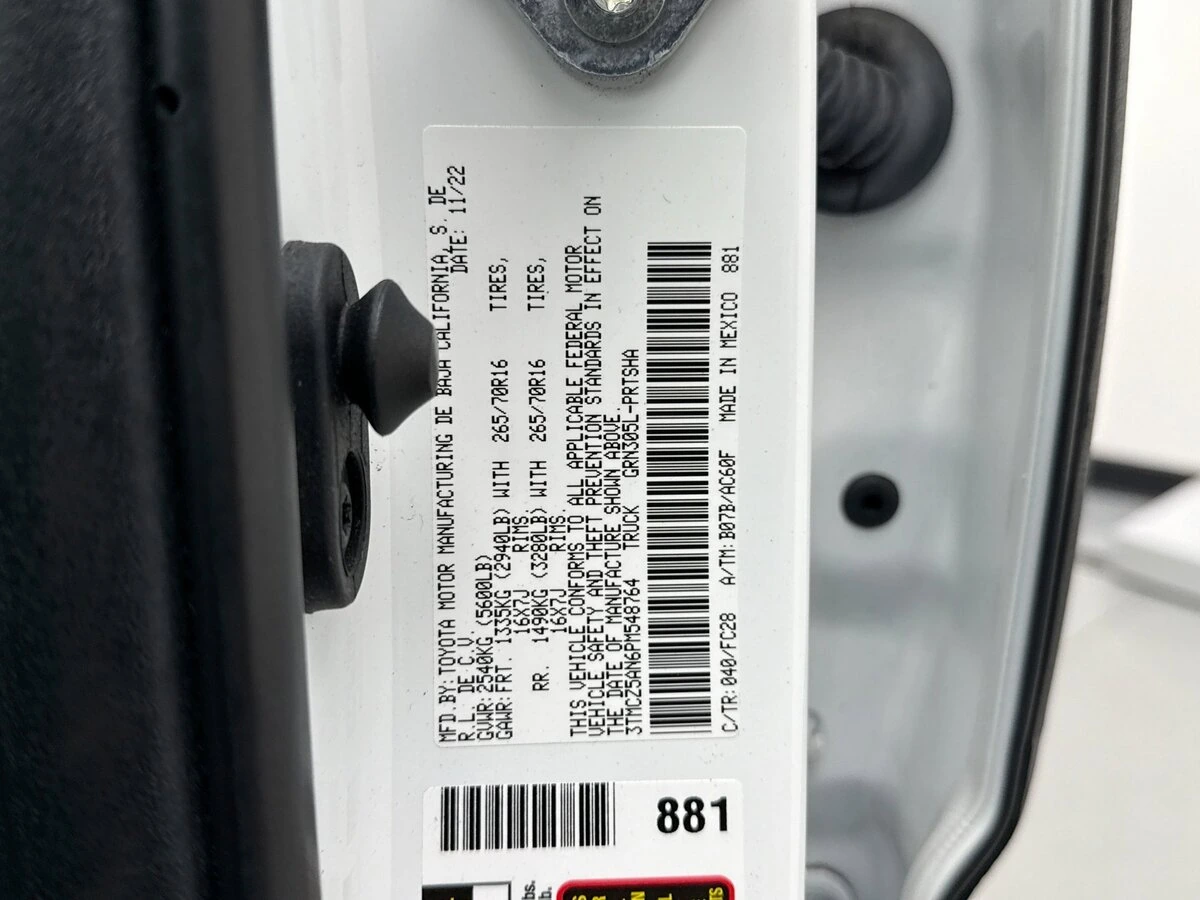 MFD.BY: TOYOTA MOTOR MANUFACTURING DE BAJA CALIFORNIA, S. DE
R.L. DE C.V. DATE: 11/22
GVWR:2540KG (5600LB)
GAWR:FRT. 1335KG (2940LB) WITH 265/70R16 TIRES,
16X7J RIMS.
RR. 1490KG (3280LB) WITH 265/70R16 TIRES,
16X7J RIMS.
THIS VEHICLE CONFORMS TO ALL APPLICABLE FEDERAL MOTOR
VEHICLE SAFETY AND THEFT PREVENTION STANDARDS IN EFFECT ON
THE DATE OF MANUFACTURE SHOWN ABOVE.
3TMCZ5AN6PM548764 TRUCK GRN305L-PRTSHA
C/TR:040/FC28 A/TM:B07B/AC60F MADE IN MEXICO 881
881